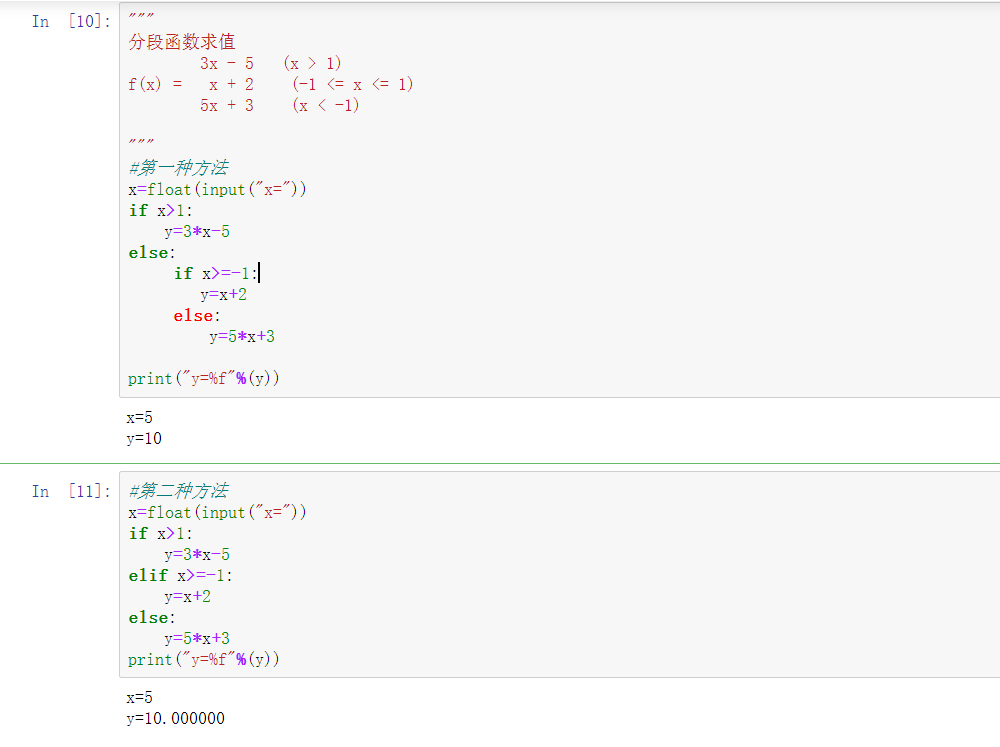 In [10]:
"""
分段函数求值
3x - 5 (x > 1)
f(x) = x + 2 (-1 <= x <= 1)
5x + 3 (x < -1)
"""
#第一种方法
x=float(input("x="))
if x>1:
y=3*x-5
else:
if x>=-1:
y=x+2
else:
y=5*x+3
print("y=%f"%(y))
x=5
y=10
In [11]:
#第二种方法
x=float(input("x="))
if x>1:
y=3*x-5
elif x>=-1:
y=x+2
else:
y=5*x+3
print("y=%f"%(y))
x=5
y=10.000000